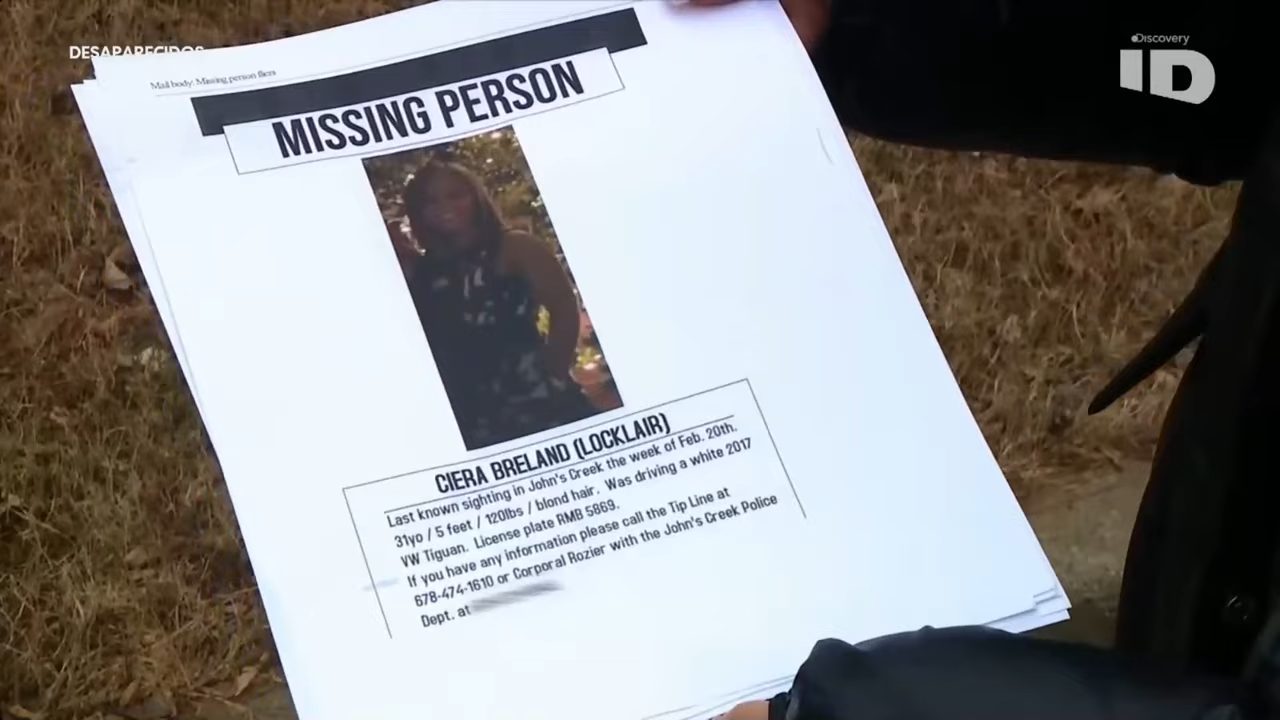 DESAPARECIDOS
Discovery
ID
Mail body: Missing person fliers
MISSING PERSON
CIERA BRELAND (LOCKLAIR)
Last known sighting in John's Creek the week of Feb. 20th.
31yo / 5 feet / 120lbs / blond hair. Was driving a white 2017
VW Tiguan. License plate RMB 5869.
If you have any information please call the Tip Line at
678-474-1610 or Corporal Rozier with the John's Creek Police
Dept. at